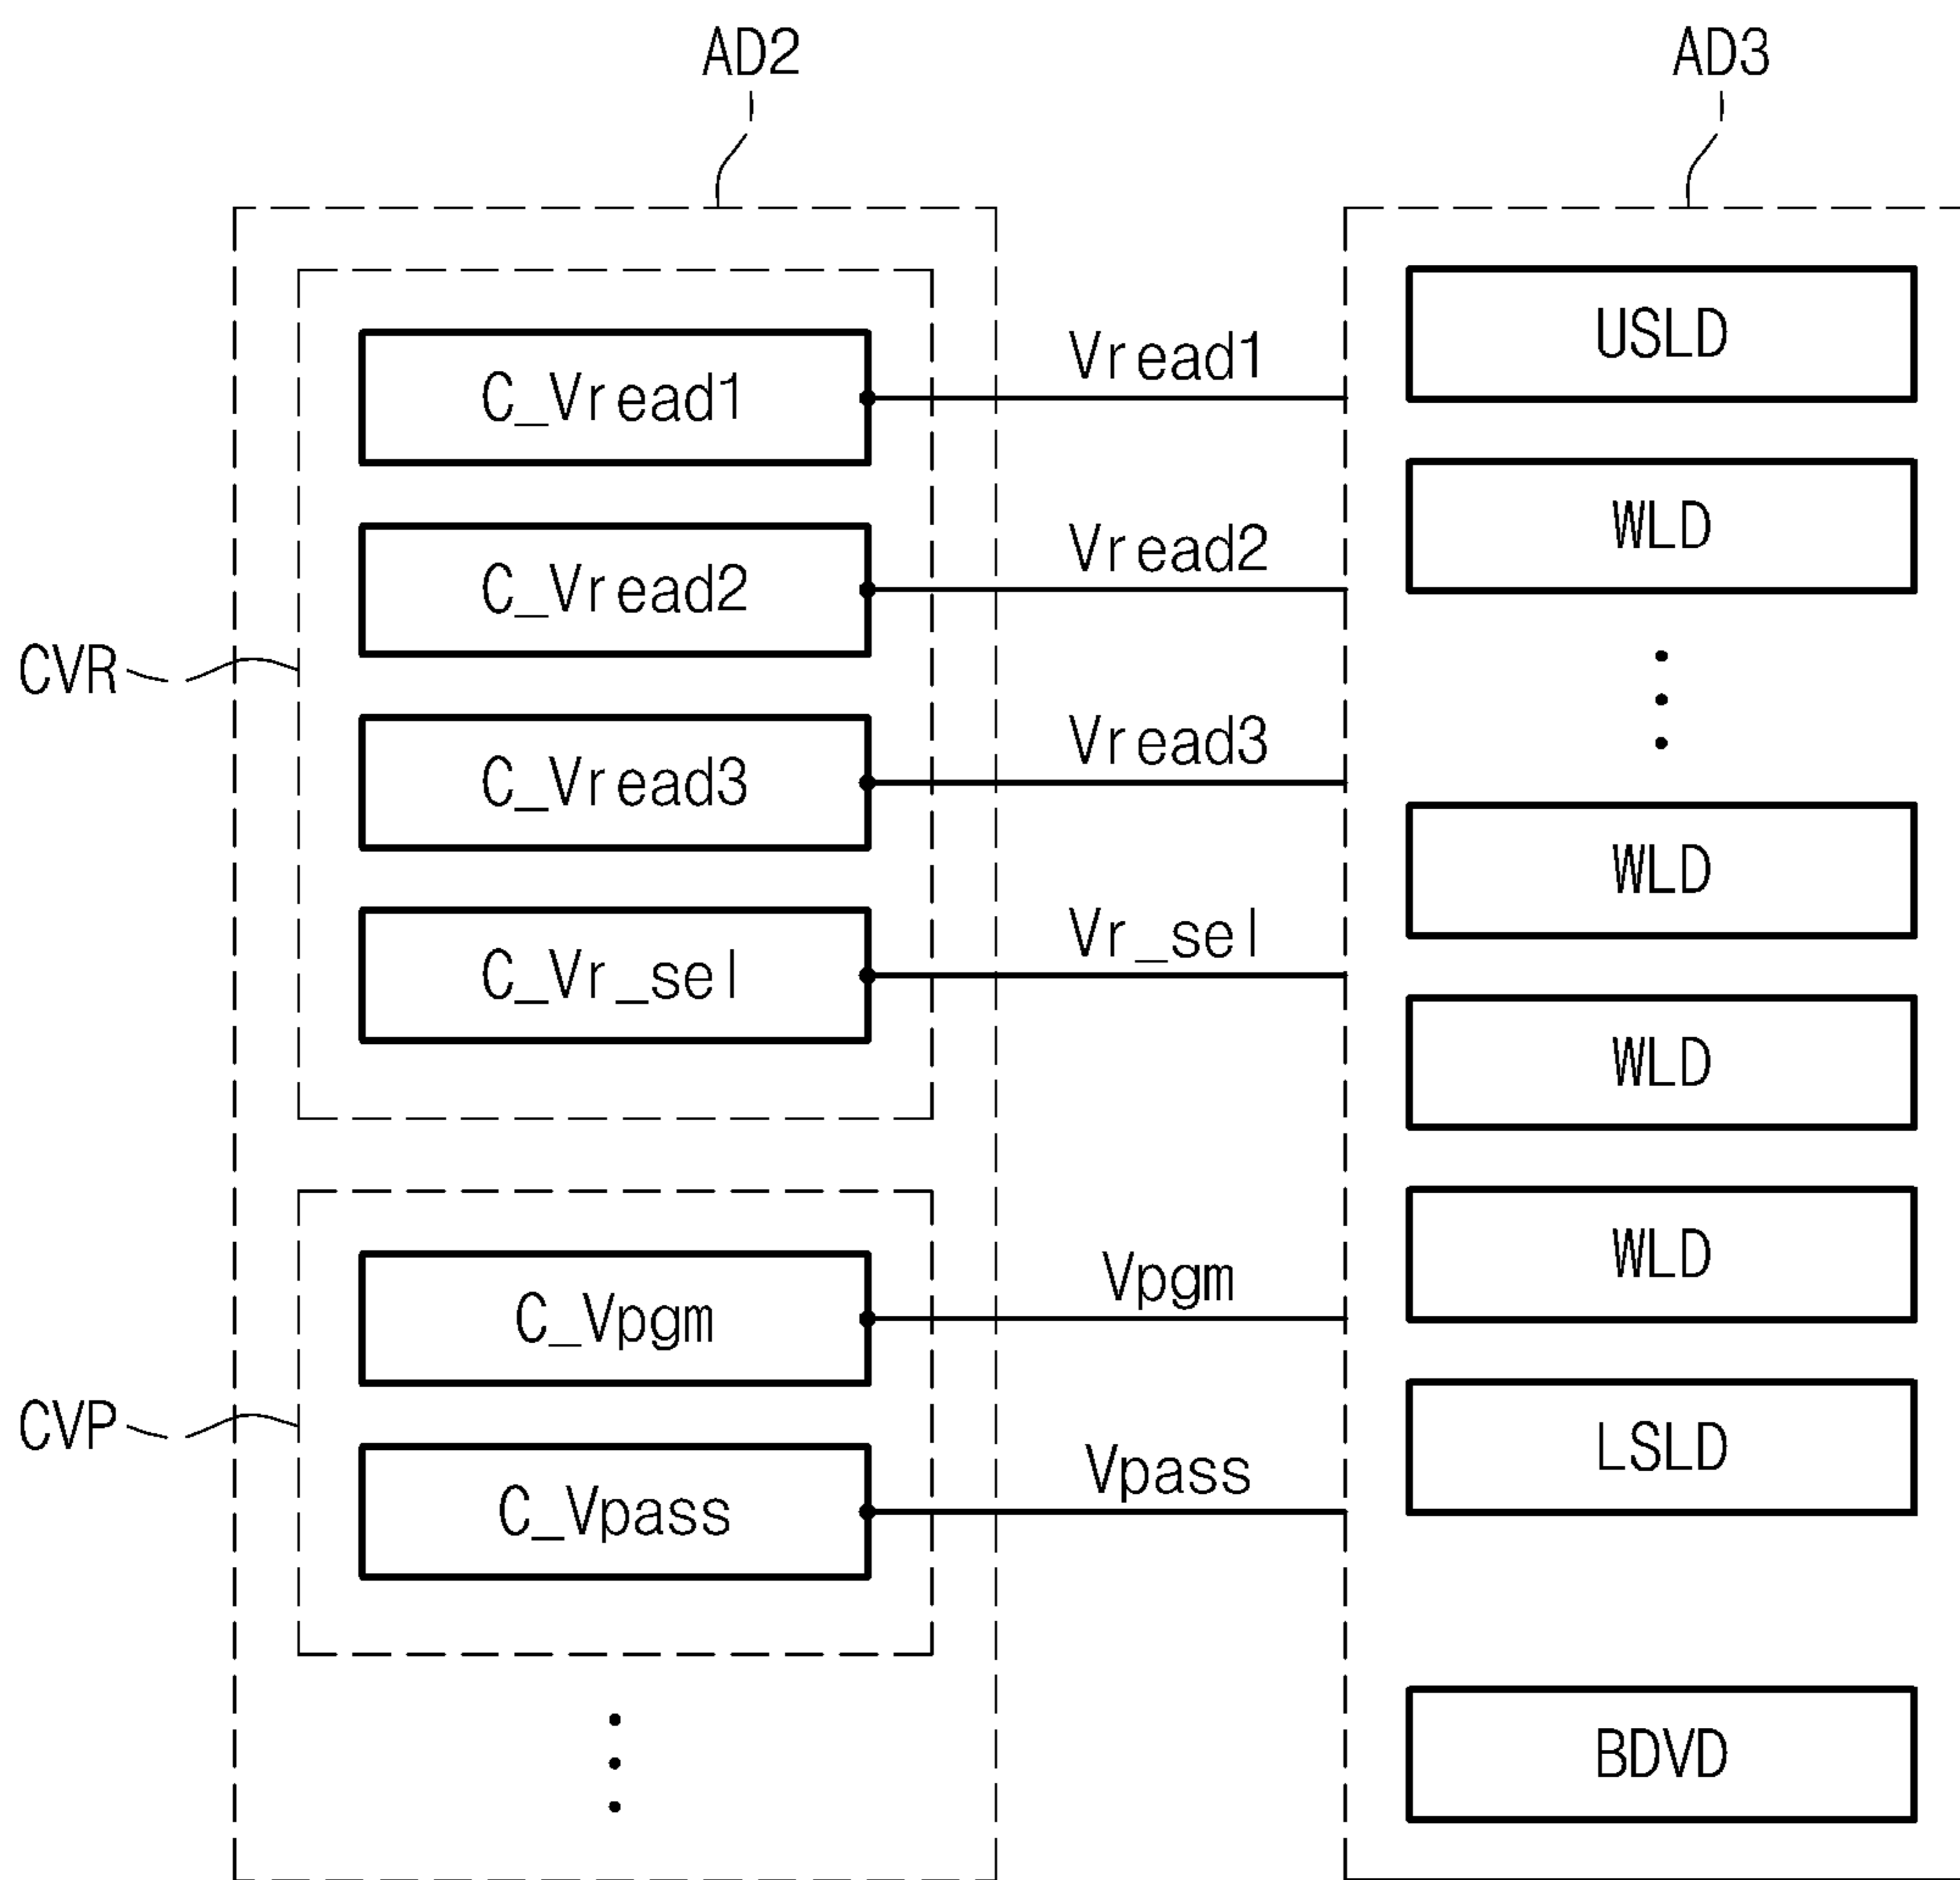 AD2
AD3
CVR
C_Vread1
C_Vread2
C_Vread3
C_Vr_sel
CVP
C_Vpgm
C_Vpass
Vread1
Vread2
Vread3
Vr_sel
Vpgm
Vpass
USLD
WLD
WLD
WLD
WLD
LSLD
BDVD